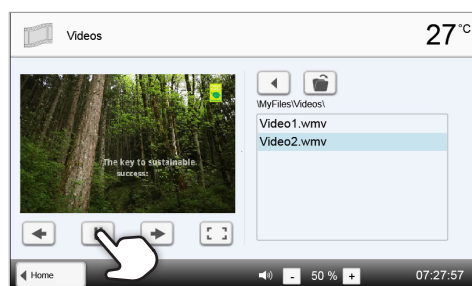 Videos
27°C
\MyFiles\Videos\
Video1.wmv
Video2.wmv
The key to sustainable
success:
Home
- 50 % +
07:27:57